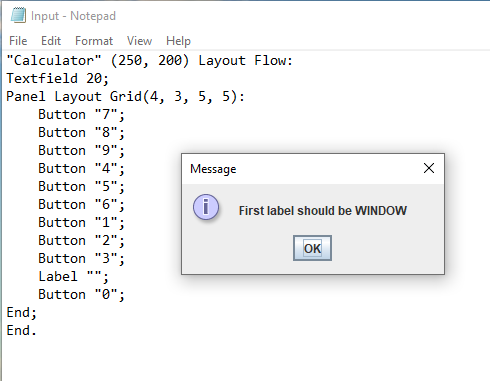 Input - Notepad
File Edit Format View Help
"Calculator" (250, 200) Layout Flow:
Textfield 20;
Panel Layout Grid(4, 3, 5, 5):
Button "7";
Button "8";
Button "9";
Button "4";
Button "5";
Button "6";
Button "1";
Button "2";
Button "3";
Label "";
Button "0";
End;
End.
Message
First label should be WINDOW
OK